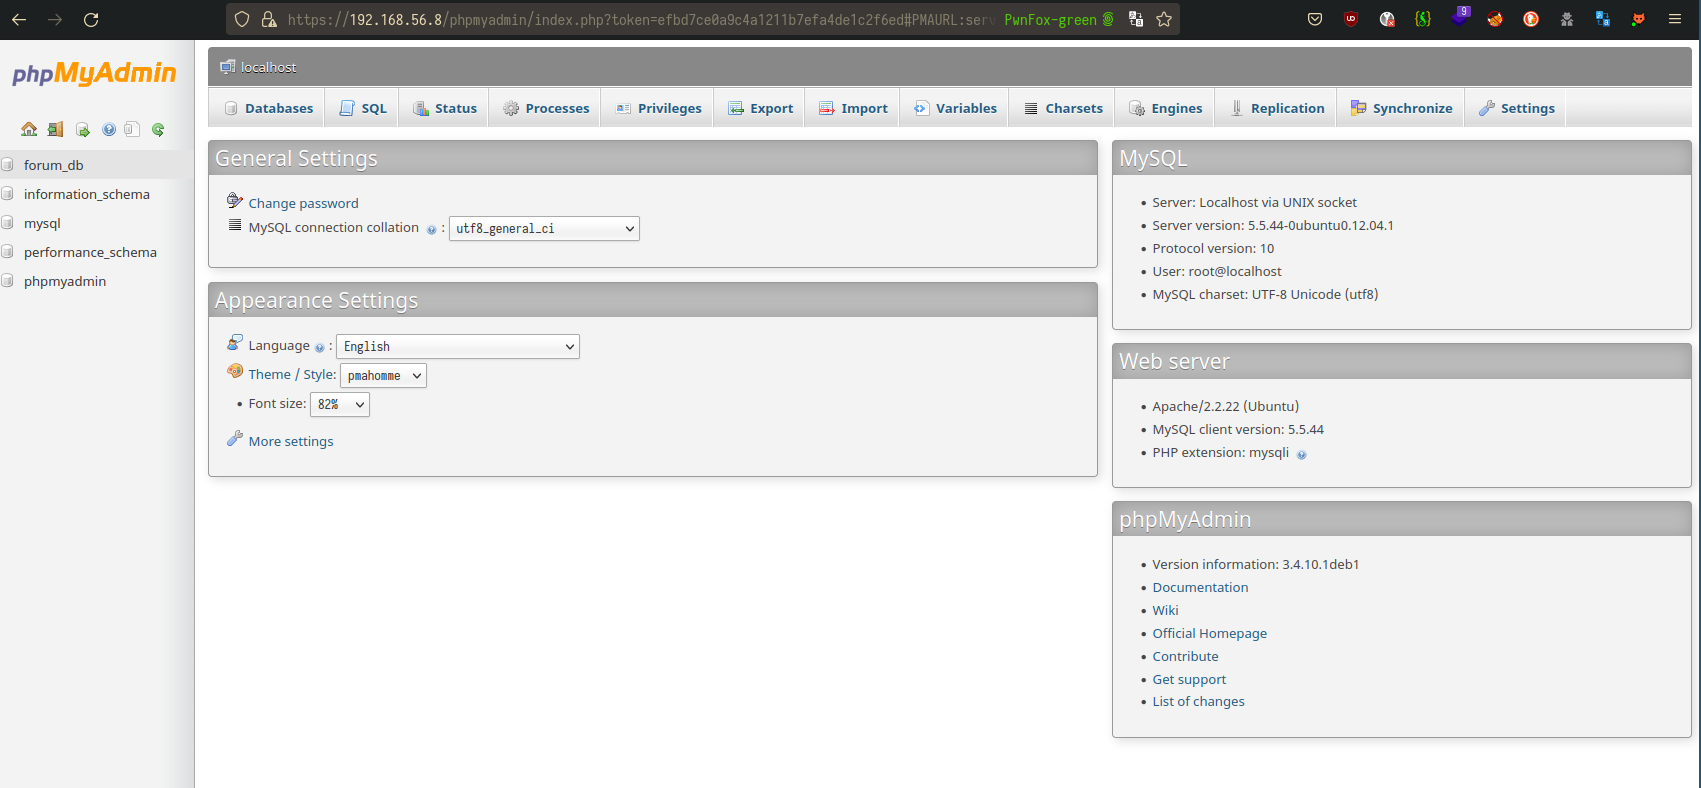 https://192.168.56.8/phpmyadmin/index.php?token=efbd7ce0a9c4a1211b7efa4de1c2f6ed#PMAURL:serv PwnFox-green
9
phpMyAdmin
localhost
Databases SQL Status Processes Privileges Export Import Variables Charsets Engines Replication Synchronize Settings
forum_db
information_schema
mysql
performance_schema
phpmyadmin
General Settings
Change password
MySQL connection collation : utf8_general_ci
Appearance Settings
Language : English
Theme / Style: pmahomme
• Font size: 82%
More settings
MySQL
• Server: Localhost via UNIX socket
• Server version: 5.5.44-0ubuntu0.12.04.1
• Protocol version: 10
• User: root@localhost
• MySQL charset: UTF-8 Unicode (utf8)
Web server
• Apache/2.2.22 (Ubuntu)
• MySQL client version: 5.5.44
• PHP extension: mysqli
phpMyAdmin
• Version information: 3.4.10.1deb1
• Documentation
• Wiki
• Official Homepage
• Contribute
• Get support
• List of changes